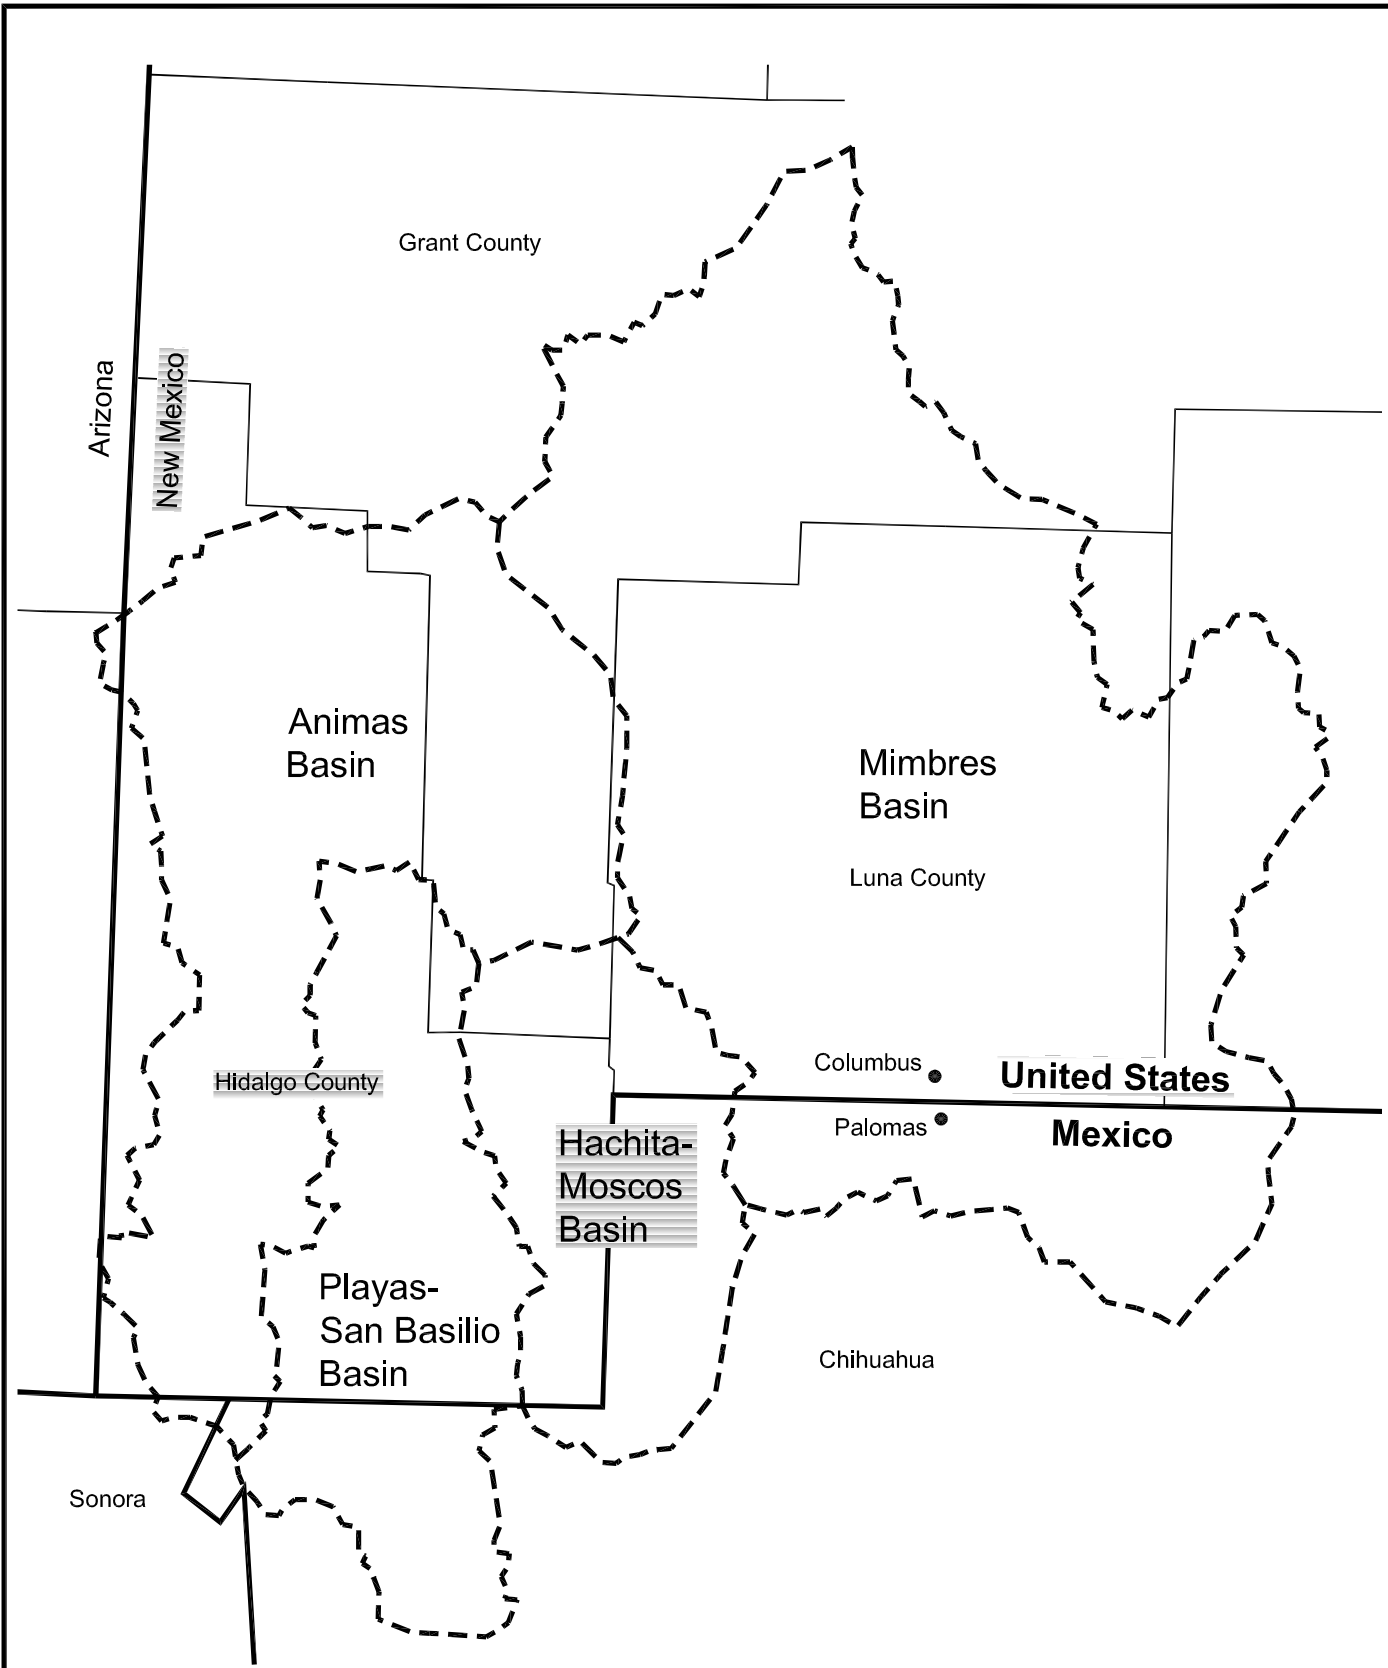 Grant County
Arizona
New Mexico
Animas
Basin
Mimbres
Basin
Luna County
Columbus
United States
Hidalgo County
Palomas
Mexico
Hachita-
Moscos
Basin
Playas-
San Basilio
Basin
Chihuahua
Sonora